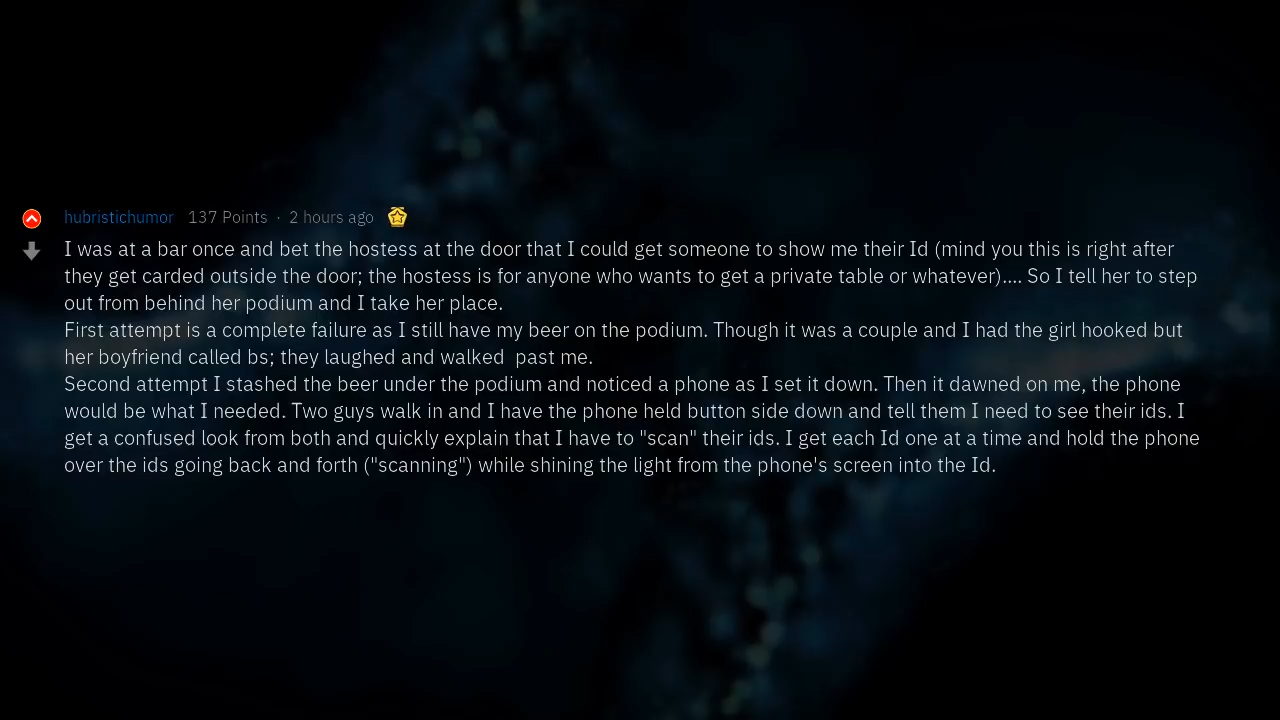 hubristichumor 137 Points · 2 hours ago
I was at a bar once and bet the hostess at the door that I could get someone to show me their Id (mind you this is right after
they get carded outside the door; the hostess is for anyone who wants to get a private table or whatever).... So I tell her to step
out from behind her podium and I take her place.
First attempt is a complete failure as I still have my beer on the podium. Though it was a couple and I had the girl hooked but
her boyfriend called bs; they laughed and walked  past me.
Second attempt I stashed the beer under the podium and noticed a phone as I set it down. Then it dawned on me, the phone
would be what I needed. Two guys walk in and I have the phone held button side down and tell them I need to see their ids. I
get a confused look from both and quickly explain that I have to "scan" their ids. I get each Id one at a time and hold the phone
over the ids going back and forth ("scanning") while shining the light from the phone's screen into the Id.